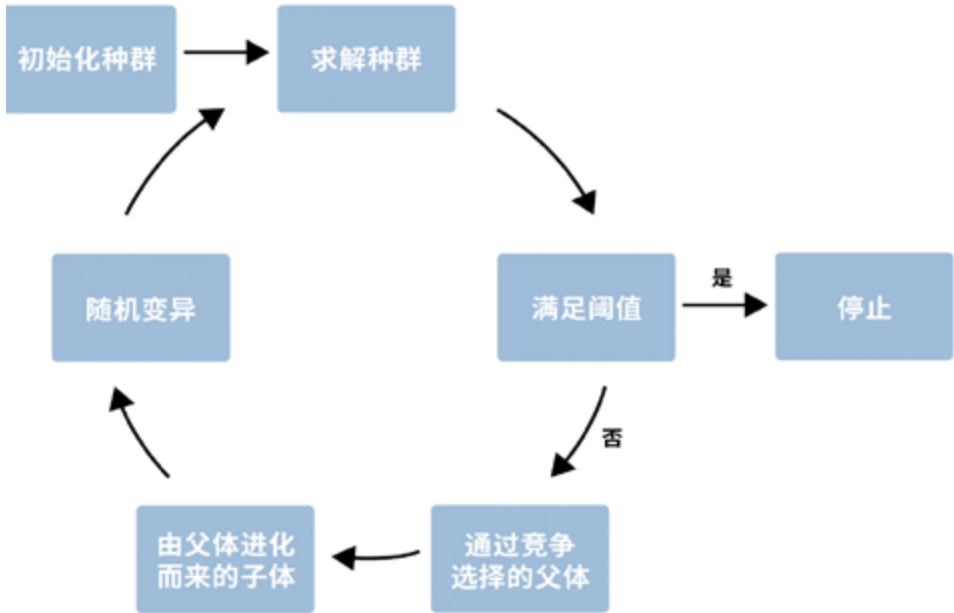 初始化种群
求解种群
随机变异
满足阈值
是
停止
否
由父体进化
而来的子体
通过竞争
选择的父体